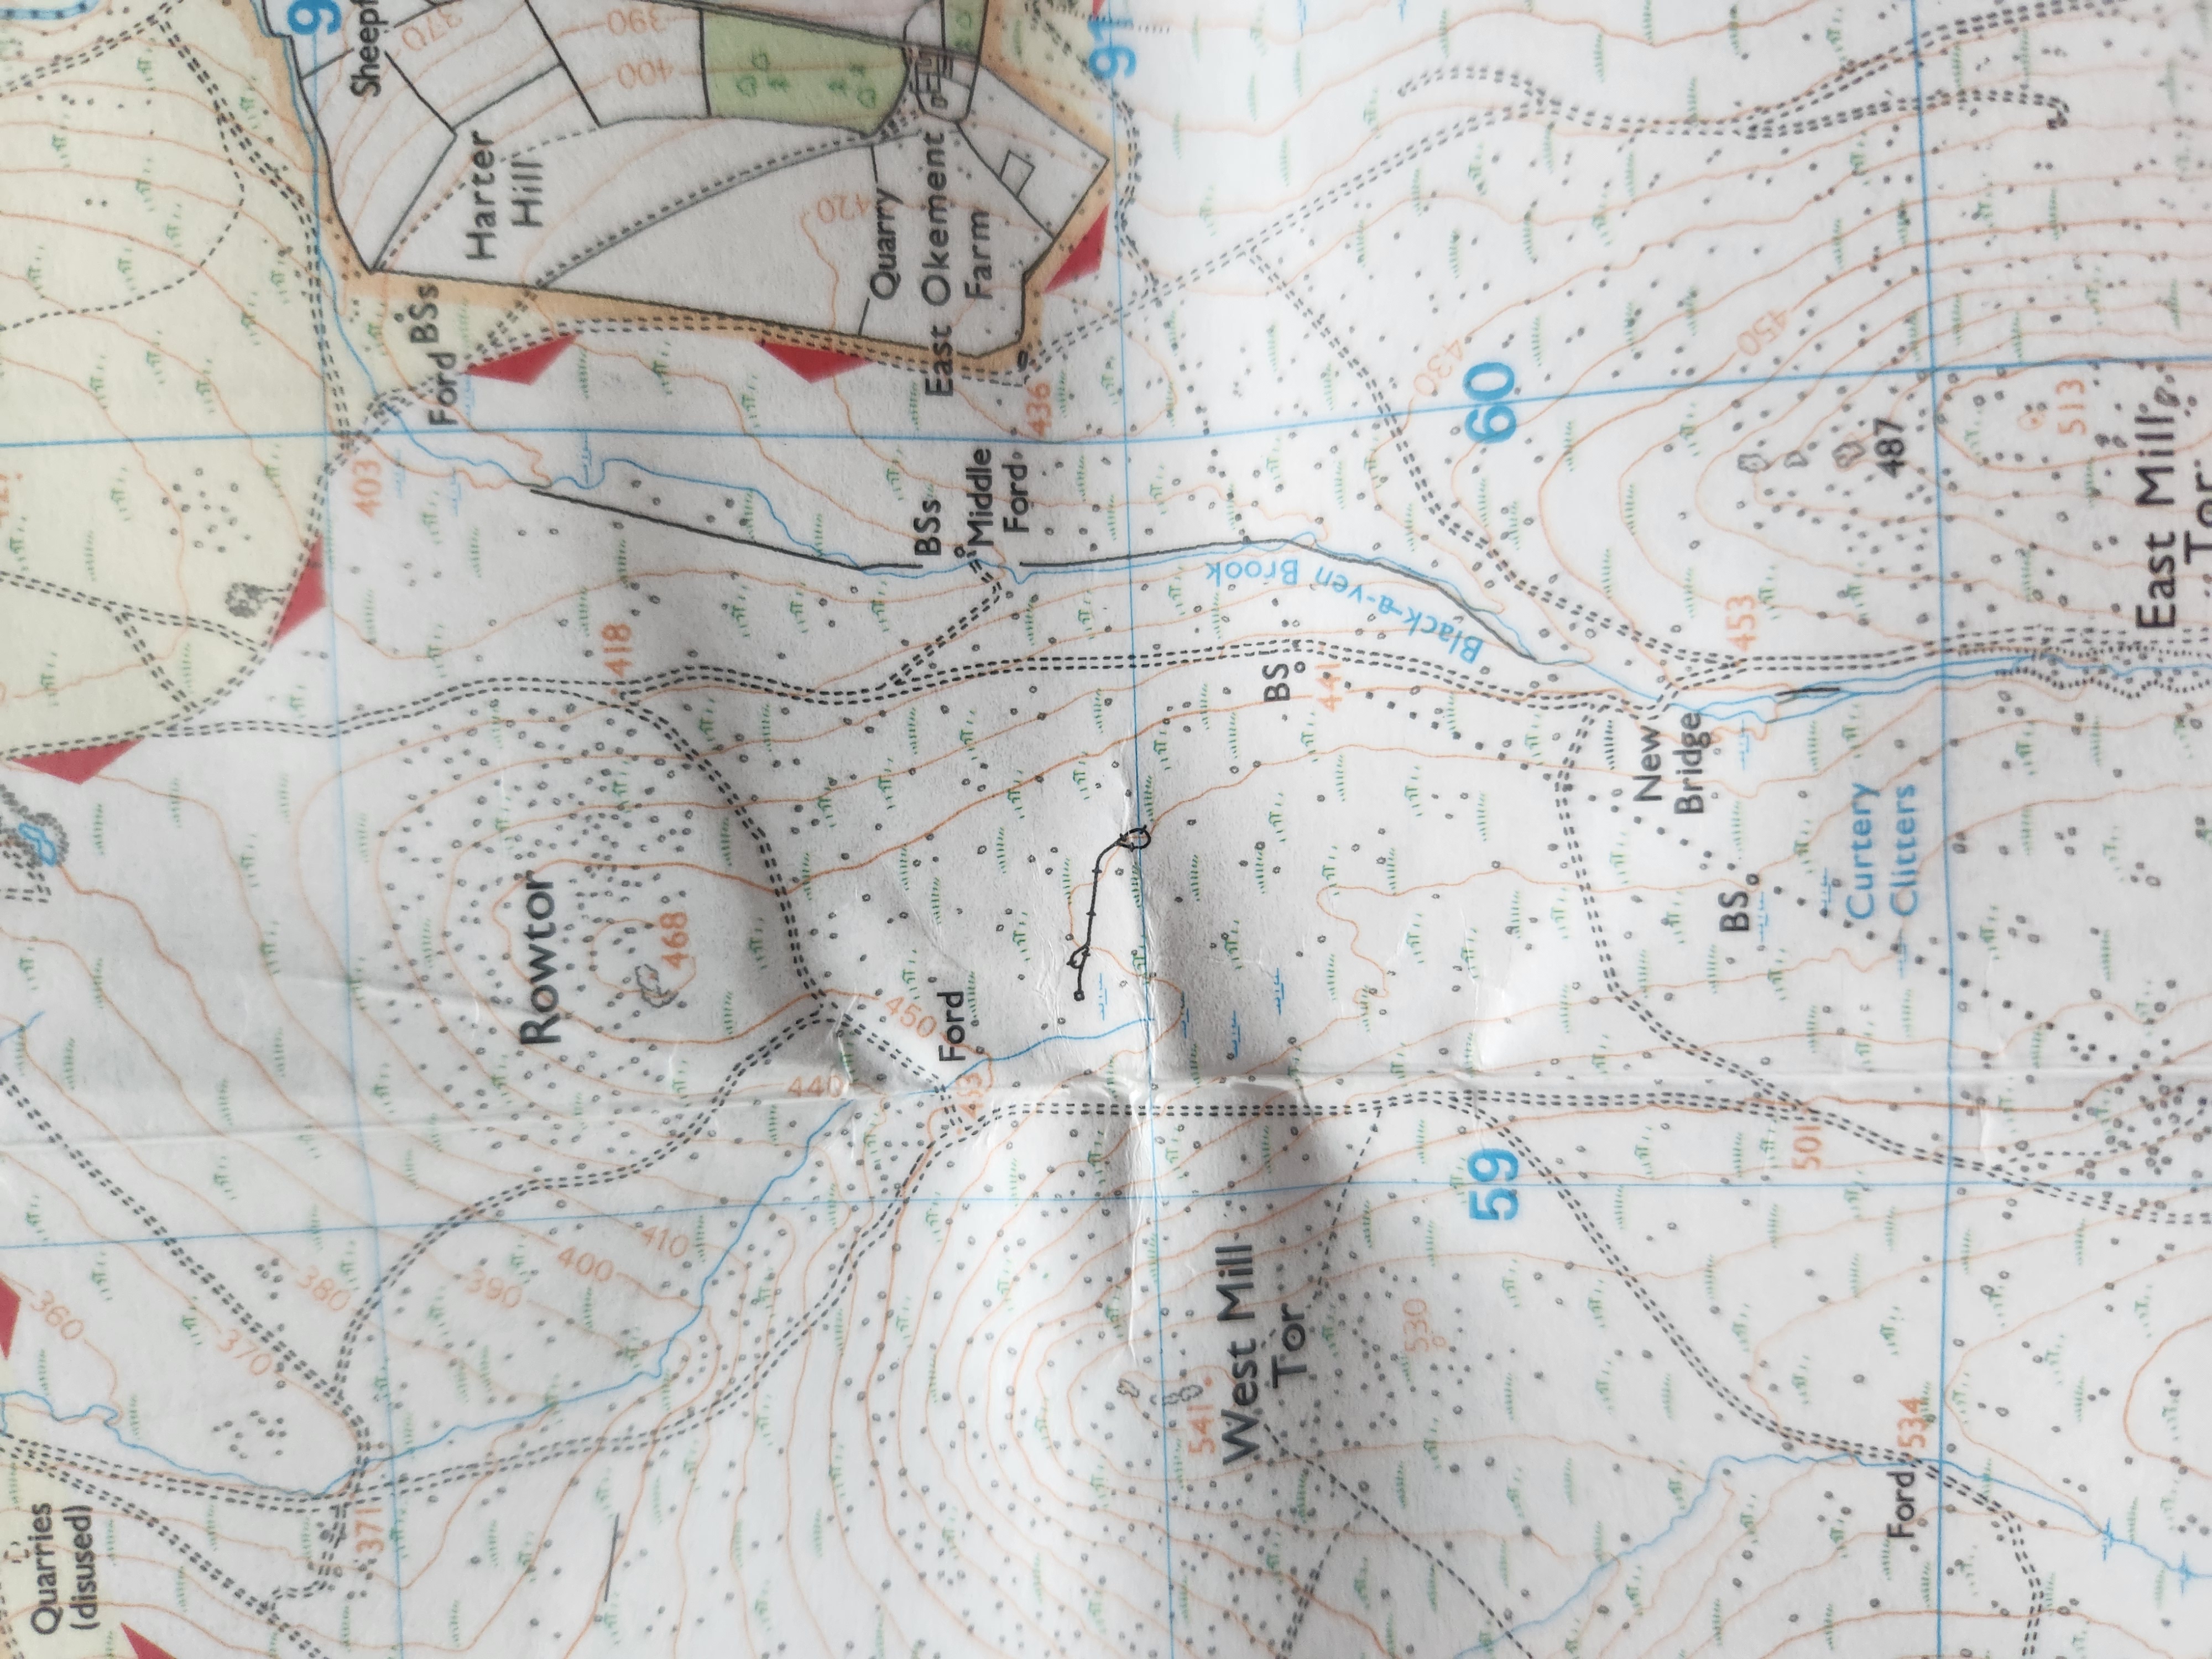 Quarries
(disused)
360
370
380
371
403
9
Sheepf
BSs
Ford
Harter
Hill
370
390
400
410
Rowtor
468
418
400
390
440
450
Ford
BSs
Middle
Ford
Quarry
420
East Okement
Farm
436
91
541
West Mill
Tor
530
BS
441
Black-a-ven Brook
59
60
430
New
Bridge
BS
453
450
501
Curtery
Clitters
487
Ford
534
513
East Mill
Tor